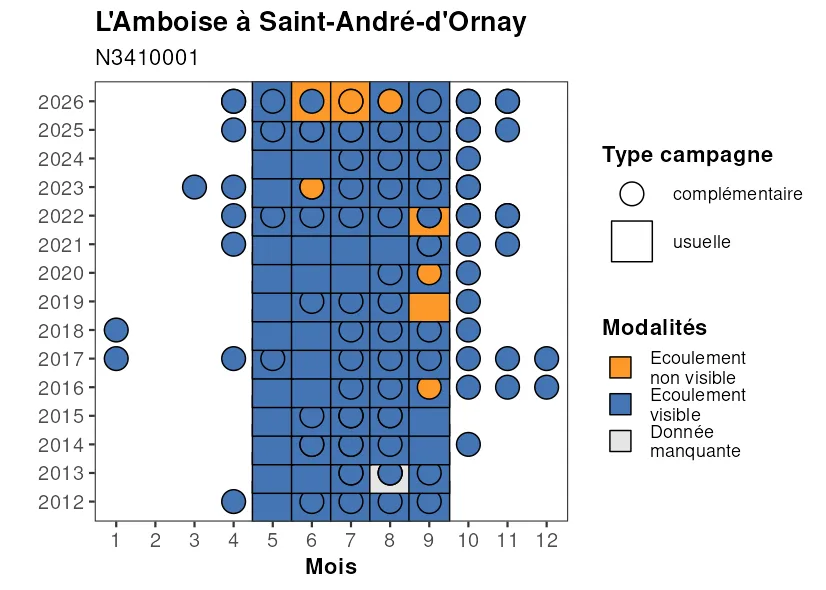 L'Amboise à Saint-André-d'Ornay
N3410001
2026
2025
2024
2023
2022
2021
2020
2019
2018
2017
2016
2015
2014
2013
2012
1 2 3 4 5 6 7 8 9 10 11 12
Mois
Type campagne
complémentaire
usuelle
Modalités
Ecoulement
non visible
Ecoulement
visible
Donnée
manquante